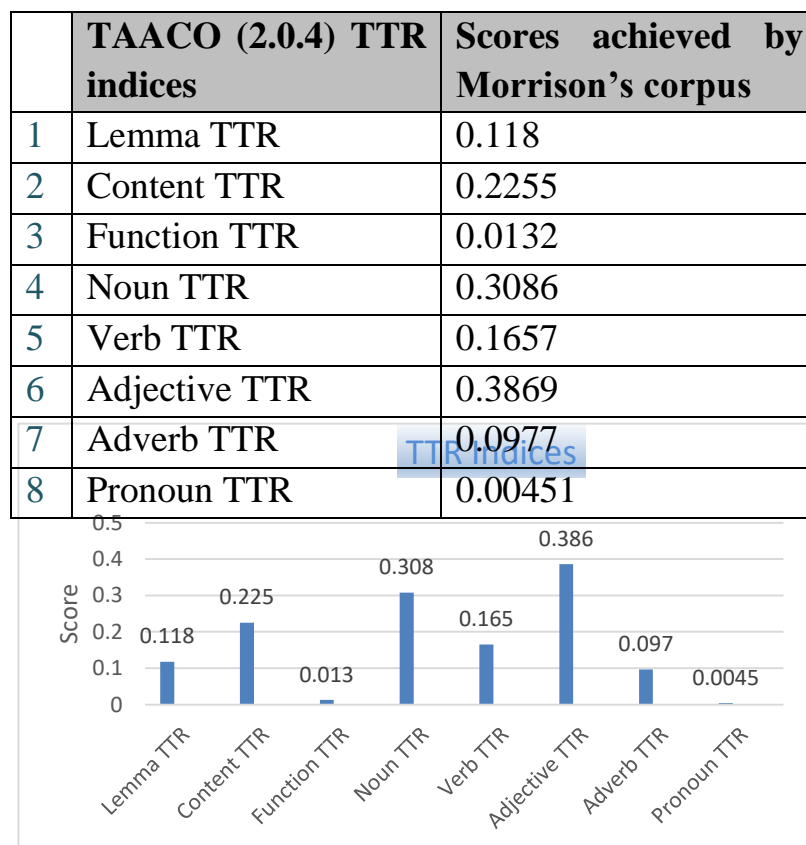 TAACO (2.0.4) TTR indices
Scores achieved by Morrison’s corpus
1 Lemma TTR 0.118
2 Content TTR 0.2255
3 Function TTR 0.0132
4 Noun TTR 0.3086
5 Verb TTR 0.1657
6 Adjective TTR 0.3869
7 Adverb TTR 0.0977
8 Pronoun TTR 0.00451
TTR Indices
Score
0.5
0.4
0.3
0.2
0.1
0
0.118
0.225
0.013
0.308
0.165
0.386
0.097
0.0045
Lemma TTR
Content TTR
Function TTR
Noun TTR
Verb TTR
Adjective TTR
Adverb TTR
Pronoun TTR